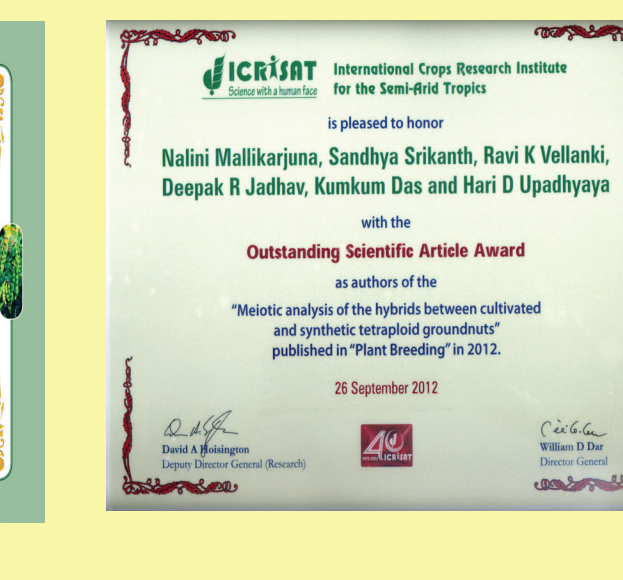 ICRISAT
Science with a human face
International Crops Research Institute
for the Semi-Arid Tropics
is pleased to honor
Nalini Mallikarjuna, Sandhya Srikanth, Ravi K Vellanki,
Deepak R Jadhav, Kumkum Das and Hari D Upadhyaya
with the
Outstanding Scientific Article Award
as authors of the
“Meiotic analysis of the hybrids between cultivated
and synthetic tetraploid groundnuts”
published in “Plant Breeding” in 2012.
26 September 2012
David A Hoisington
Deputy Director General (Research)
40
ICRISAT
William D Dar
Director General